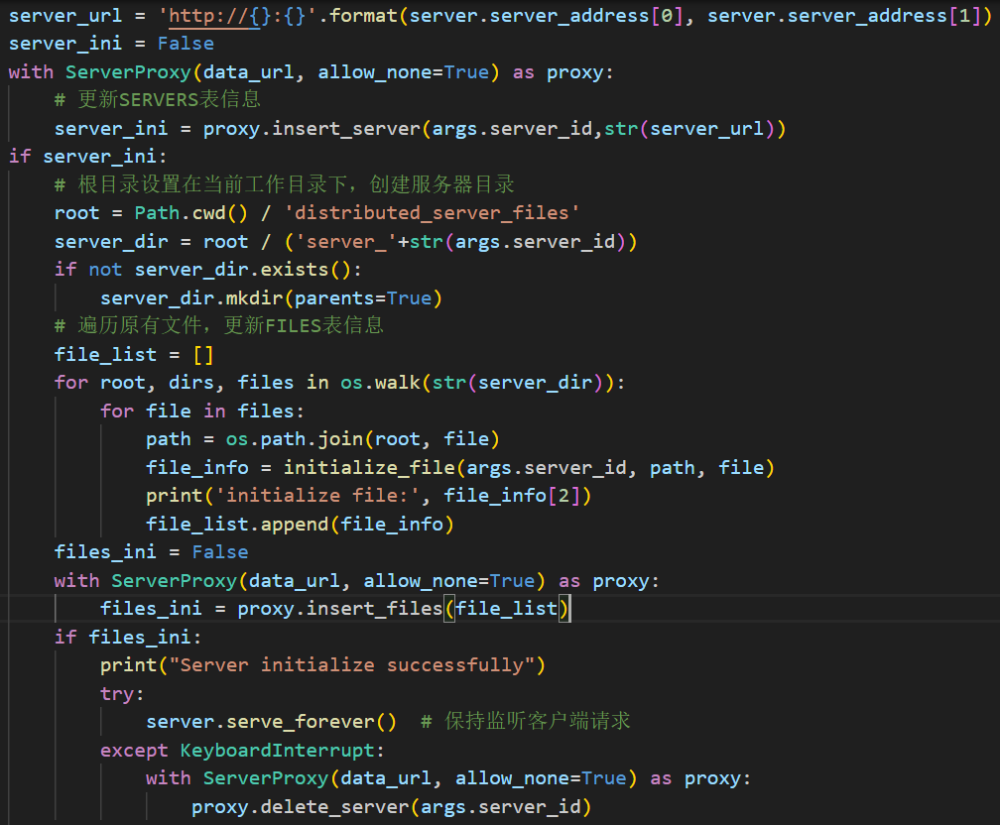 server_url = 'http://{}:{}'.format(server.server_address[0], server.server_address[1])
server_ini = False
with ServerProxy(data_url, allow_none=True) as proxy:
    # 更新SERVERS表信息
    server_ini = proxy.insert_server(args.server_id,str(server_url))
if server_ini:
    # 根目录设置在当前工作目录下，创建服务器目录
    root = Path.cwd() / 'distributed_server_files'
    server_dir = root / ('server_'+str(args.server_id))
    if not server_dir.exists():
        server_dir.mkdir(parents=True)
    # 遍历原有文件，更新FILES表信息
    file_list = []
    for root, dirs, files in os.walk(str(server_dir)):
        for file in files:
            path = os.path.join(root, file)
            file_info = initialize_file(args.server_id, path, file)
            print('initialize file:', file_info[2])
            file_list.append(file_info)
    files_ini = False
    with ServerProxy(data_url, allow_none=True) as proxy:
        files_ini = proxy.insert_files(file_list)
    if files_ini:
        print("Server initialize successfully")
        try:
            server.serve_forever()  # 保持监听客户端请求
        except KeyboardInterrupt:
            with ServerProxy(data_url, allow_none=True) as proxy:
                proxy.delete_server(args.server_id)